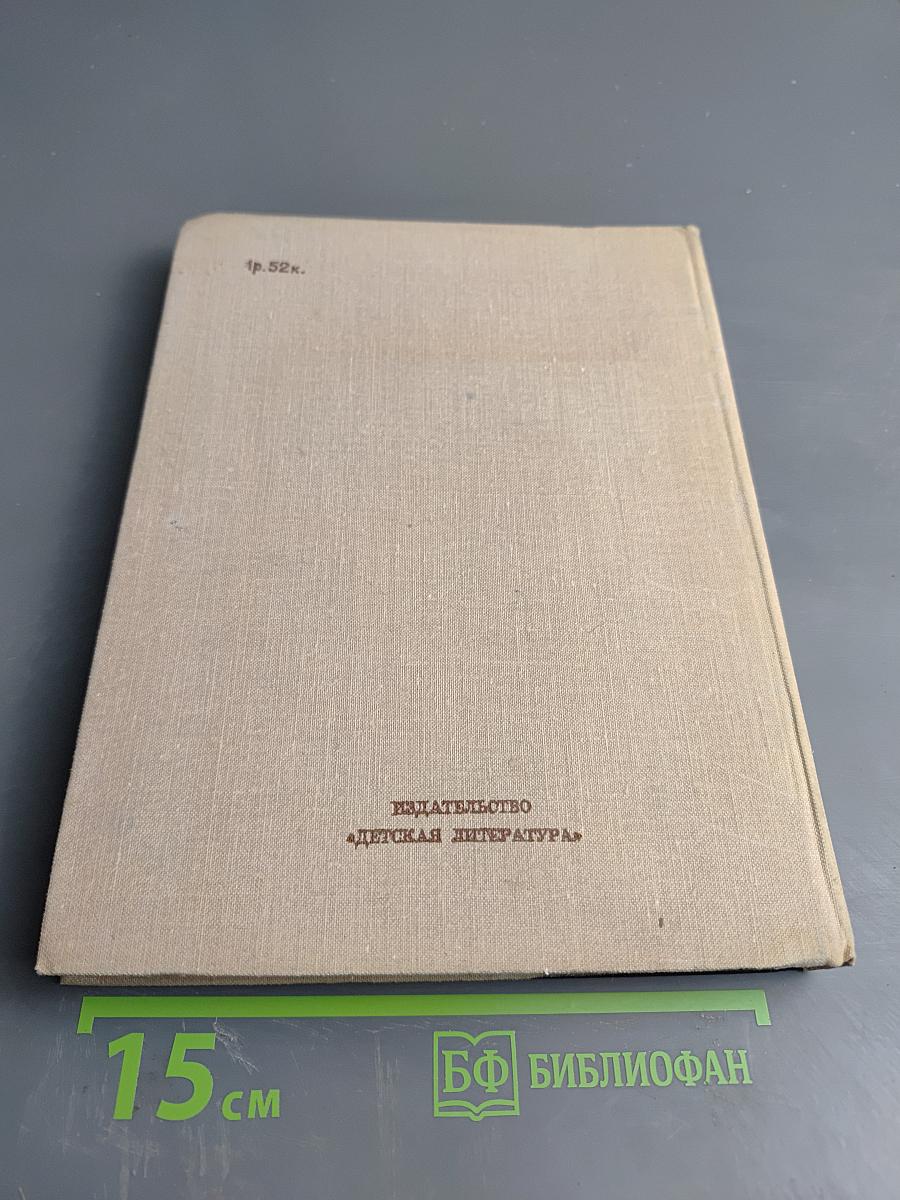 1р.52к.
ИЗДАТЕЛЬСТВО
«ДЕТСКАЯ ЛИТЕРАТУРА»
15 см
БФ БИБЛИОФАН